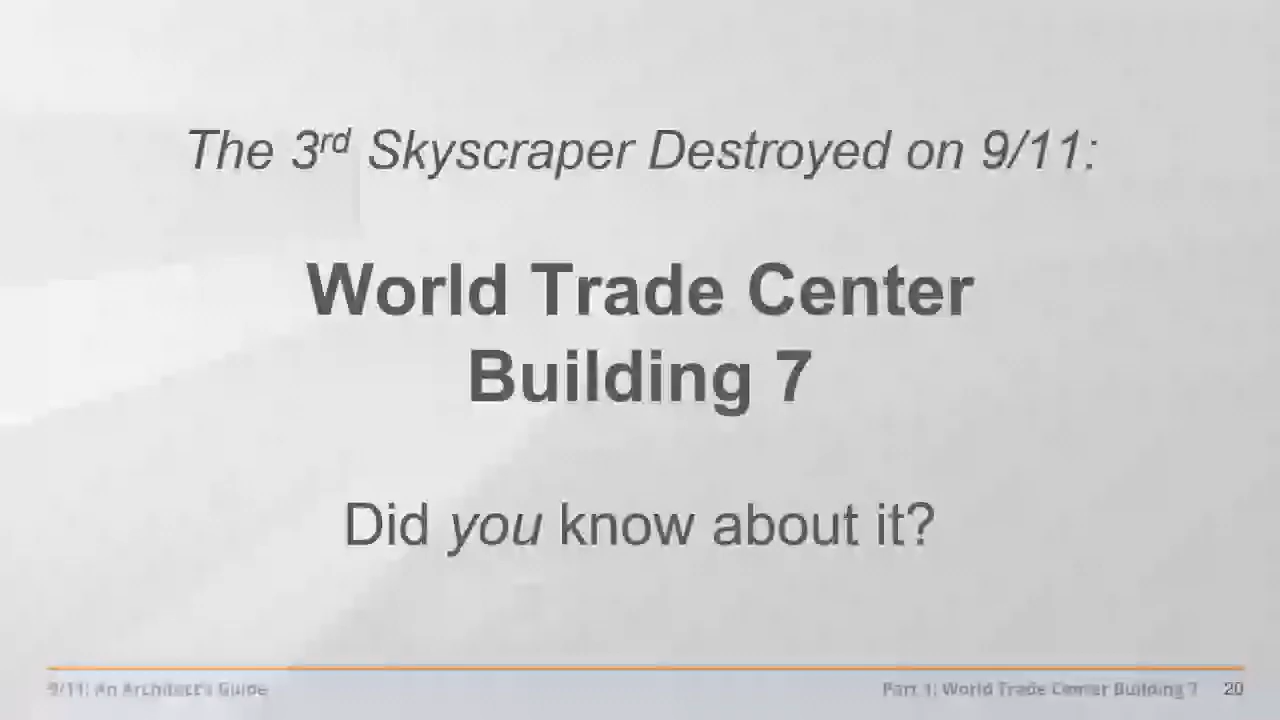 The 3rd Skyscraper Destroyed on 9/11:
World Trade Center
Building 7
Did you know about it?
9/11: An Architect's Guide
Part 1: World Trade Center Building 7
20